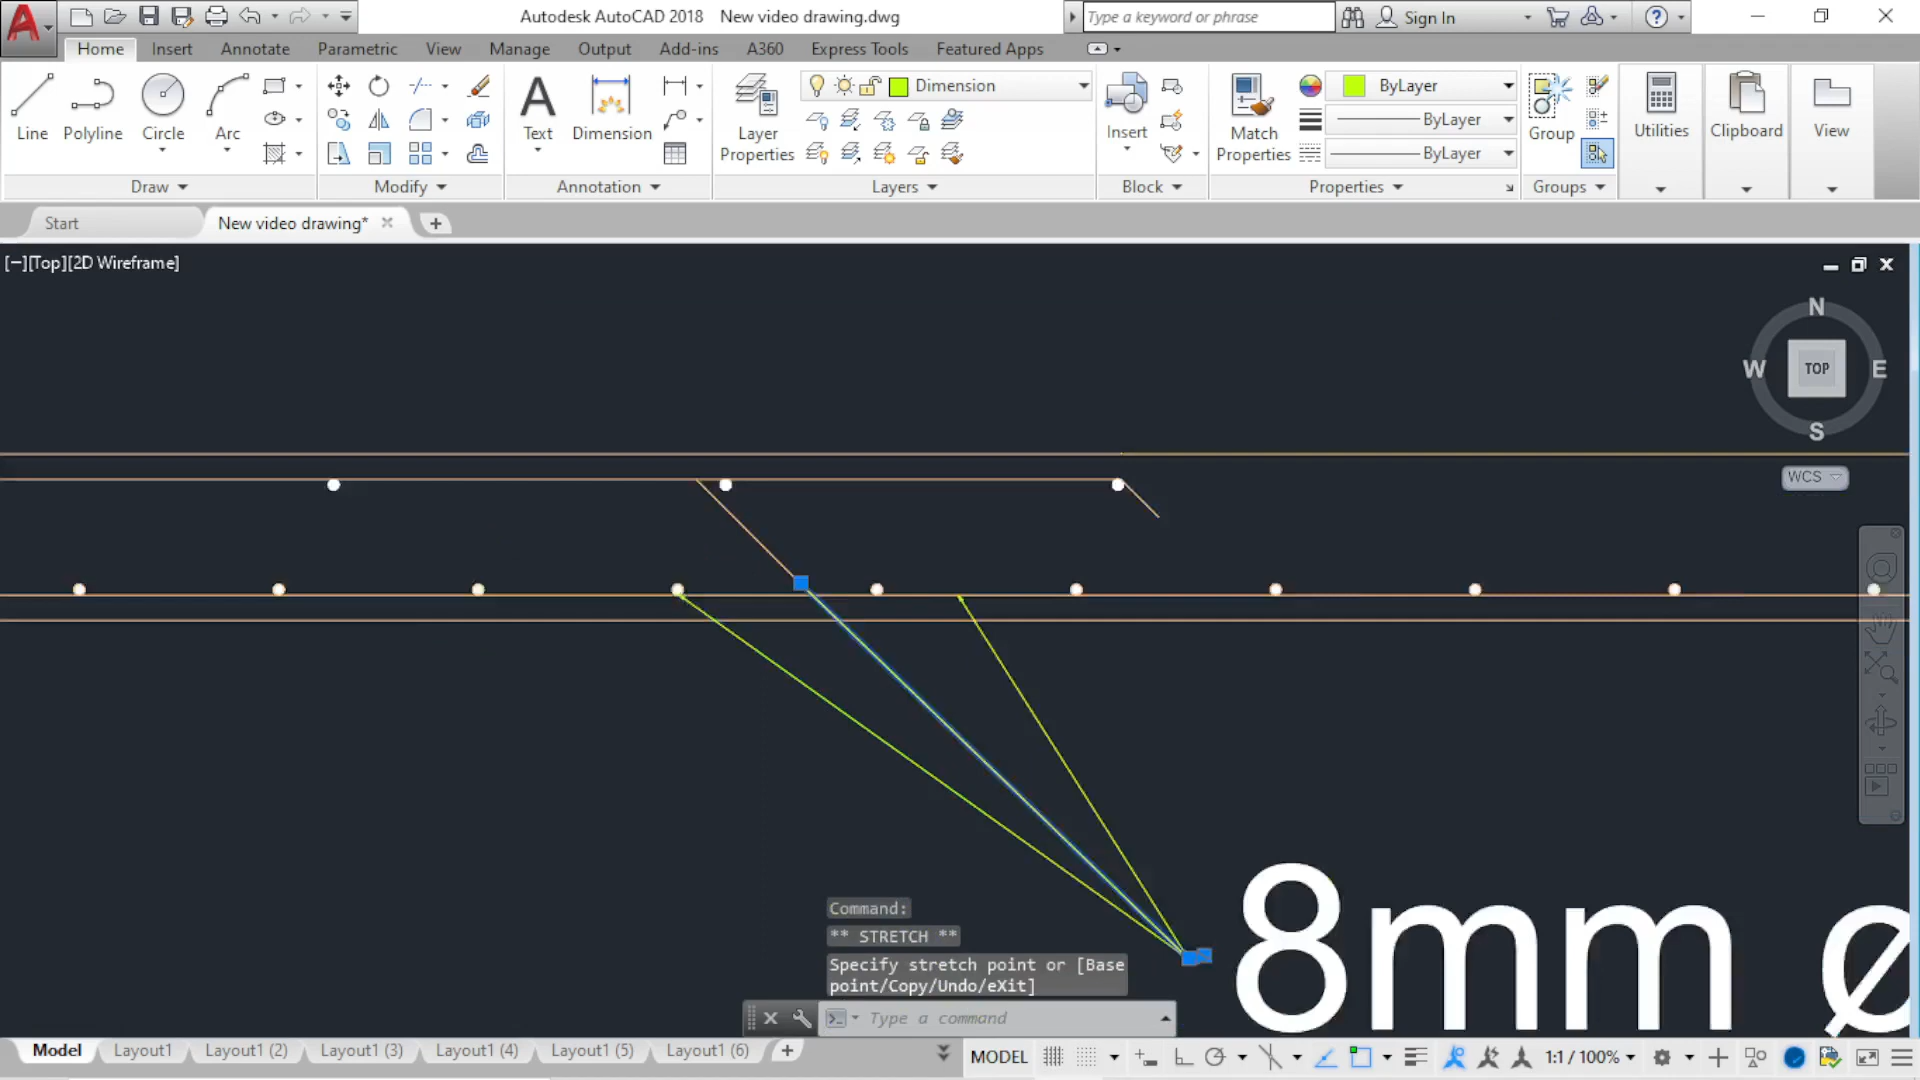 Autodesk AutoCAD 2018 New video drawing.dwg
Type a keyword or phrase
Sign In
Home Insert Annotate Parametric View Manage Output Add-ins A360 Express Tools Featured Apps
Line Polyline Circle Arc
Text Dimension
Layer Properties
Dimension
Insert
Match Properties
ByLayer
ByLayer
ByLayer
Group
Utilities
Clipboard
View
Draw
Modify
Annotation
Layers
Block
Properties
Groups
Start
New video drawing*
[−][Top][2D Wireframe]
N
W
TOP
E
S
WCS
8mm ø
Command:
** STRETCH **
Specify stretch point or [Base
point/Copy/Undo/eXit]
Type a command
Model Layout1 Layout1 (2) Layout1 (3) Layout1 (4) Layout1 (5) Layout1 (6)
MODEL
1:1 / 100%